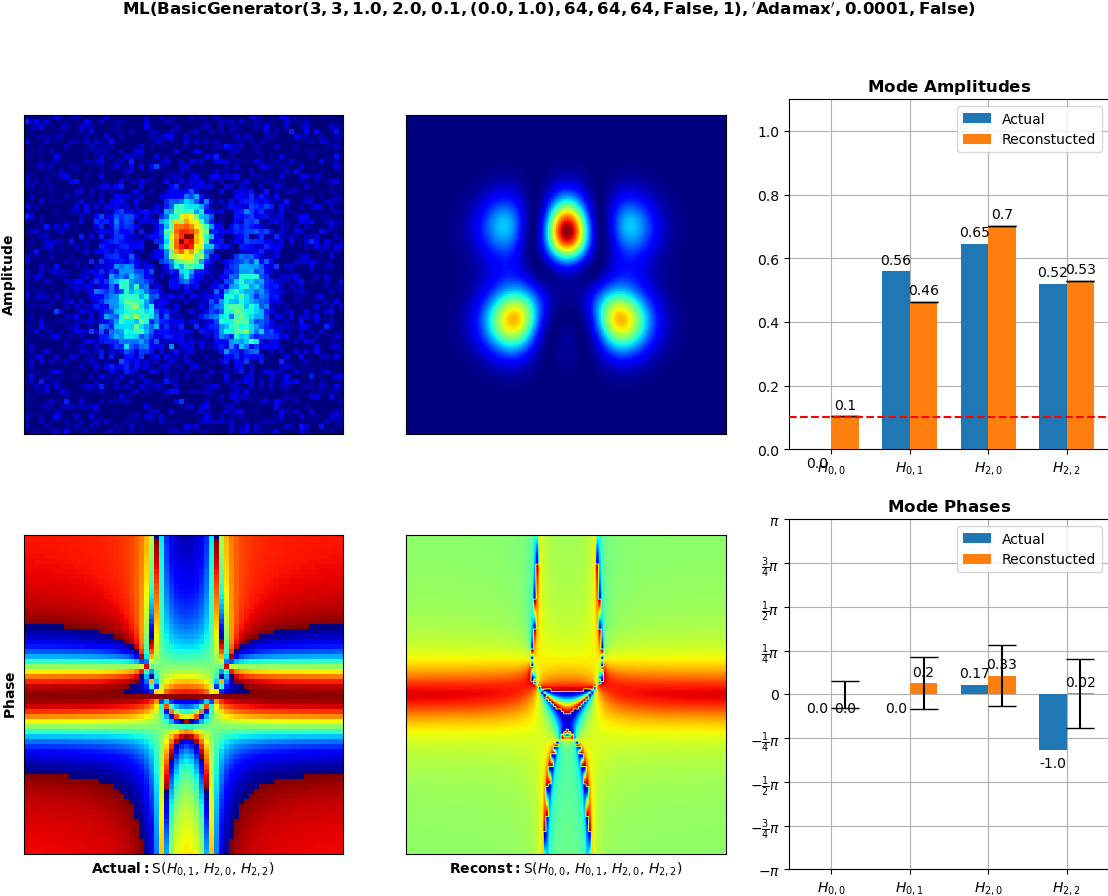 ML(BasicGenerator(3, 3, 1.0, 2.0, 0.1, (0.0, 1.0), 64, 64, 64, False, 1), ′Adamax′, 0.0001, False)
Amplitude
Mode Amplitudes
Actual
Reconstucted
1.0
0.8
0.6
0.4
0.2
0.0
0.0
0.1
0.56
0.46
0.65
0.7
0.52
0.53
H0,0
H0,1
H2,0
H2,2
Phase
Actual: S(H0,1, H2,0, H2,2)
Reconst: S(H0,0, H0,1, H2,0, H2,2)
Mode Phases
Actual
Reconstucted
π
3/4π
1/2π
1/4π
0
−1/4π
−1/2π
−3/4π
−π
0.0
0.0
0.0
0.2
0.17
0.33
-1.0
0.02
H0,0
H0,1
H2,0
H2,2